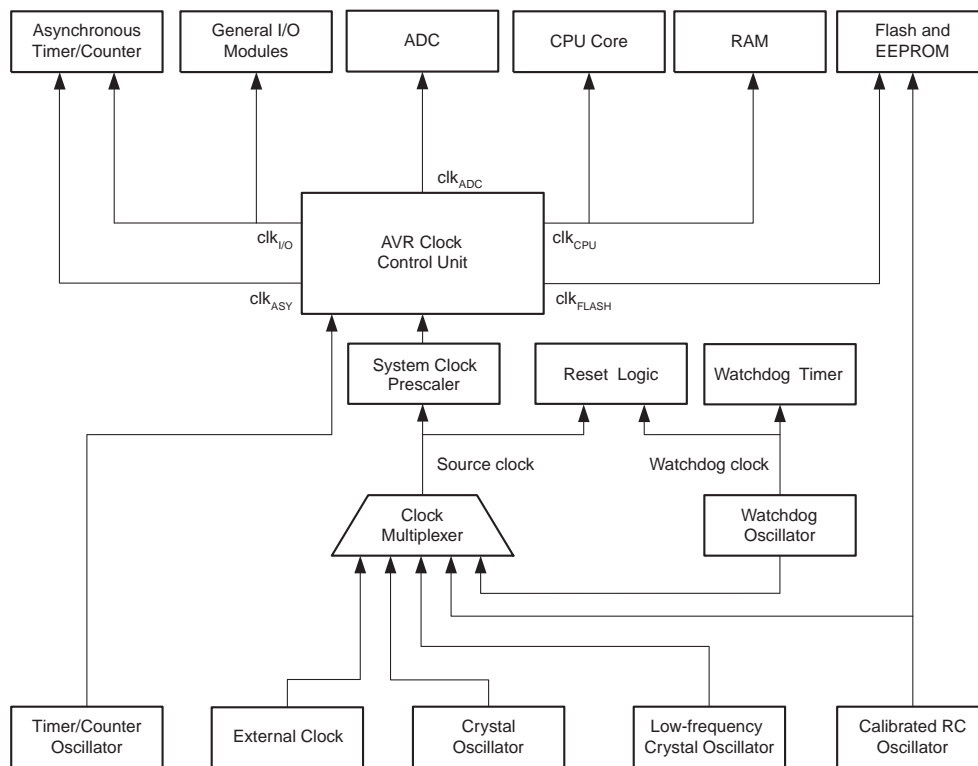 Asynchronous
Timer/Counter
General I/O
Modules
ADC
CPU Core
RAM
Flash and
EEPROM
clkADC
clkI/O
AVR Clock
Control Unit
clkCPU
clkASY
clkFLASH
System Clock
Prescaler
Reset Logic
Watchdog Timer
Source clock
Watchdog clock
Clock
Multiplexer
Watchdog
Oscillator
Timer/Counter
Oscillator
External Clock
Crystal
Oscillator
Low-frequency
Crystal Oscillator
Calibrated RC
Oscillator